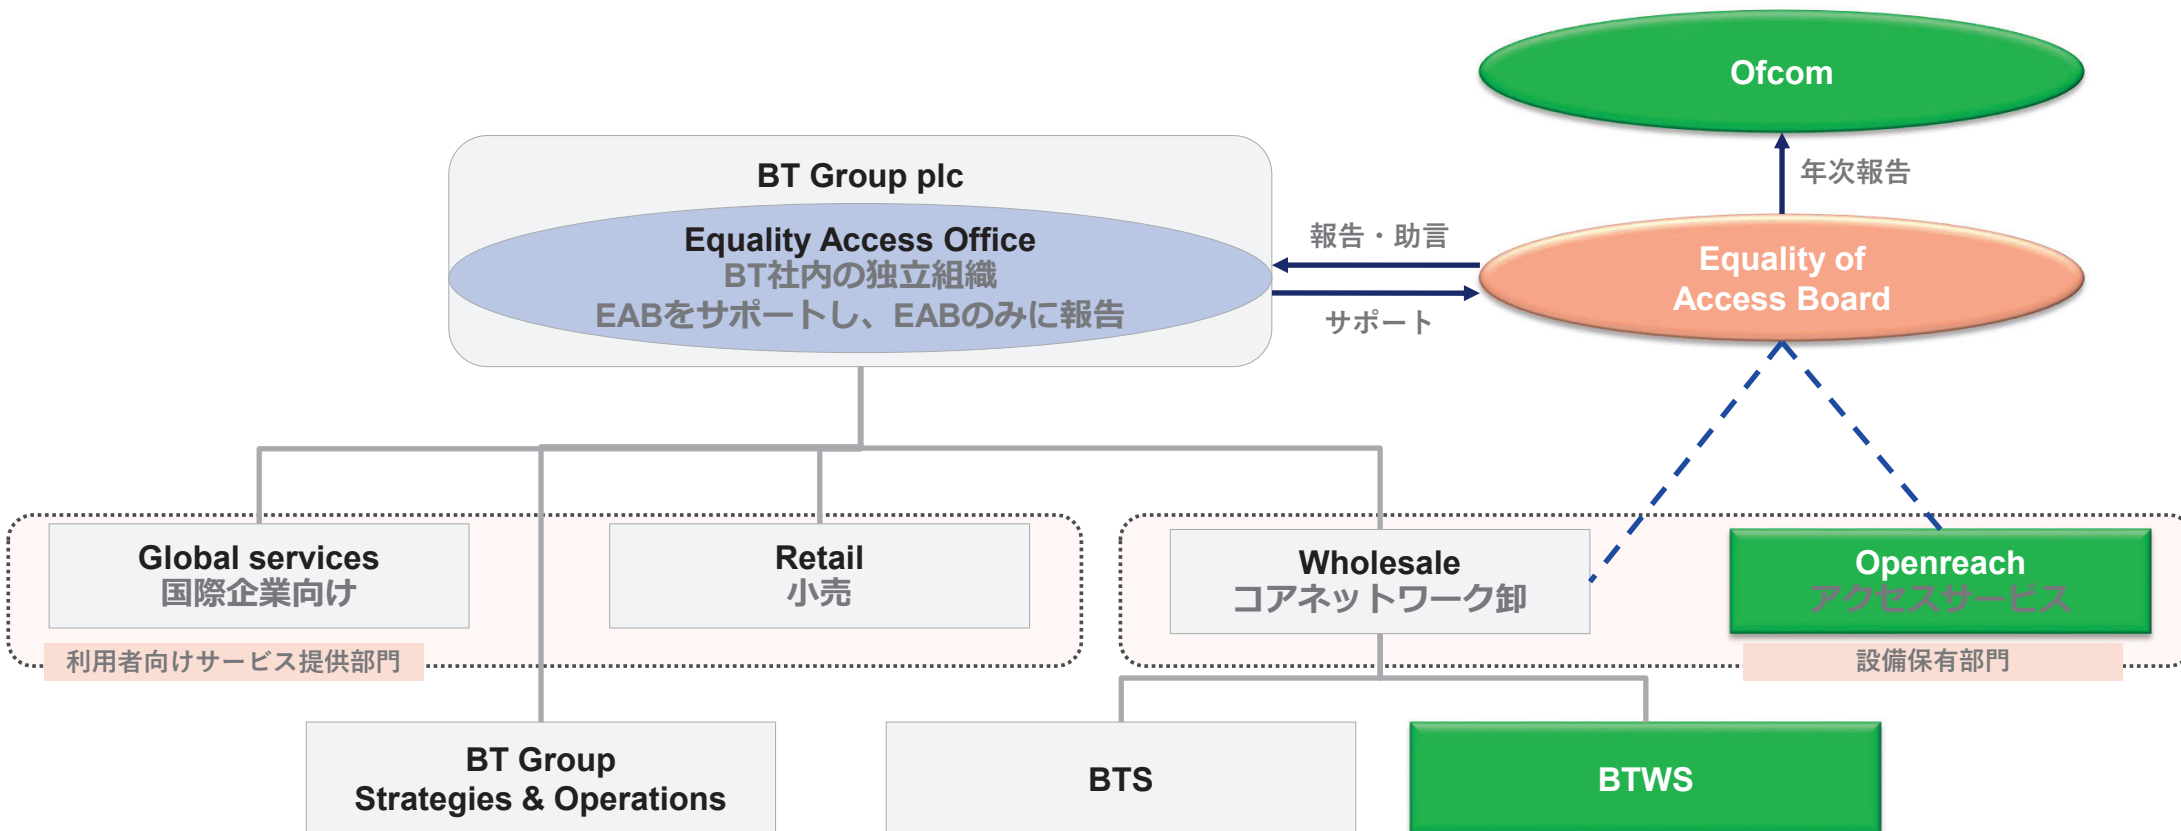 Ofcom
年次報告
BT Group plc
Equality Access Office
BT社内の独立組織
EABをサポートし、EABのみに報告
報告・助言
サポート
Equality of
Access Board
Global services
国際企業向け
Retail
小売
Wholesale
コアネットワーク卸
Openreach
アクセスサービス
利用者向けサービス提供部門
設備保有部門
BT Group
Strategies & Operations
BTS
BTWS